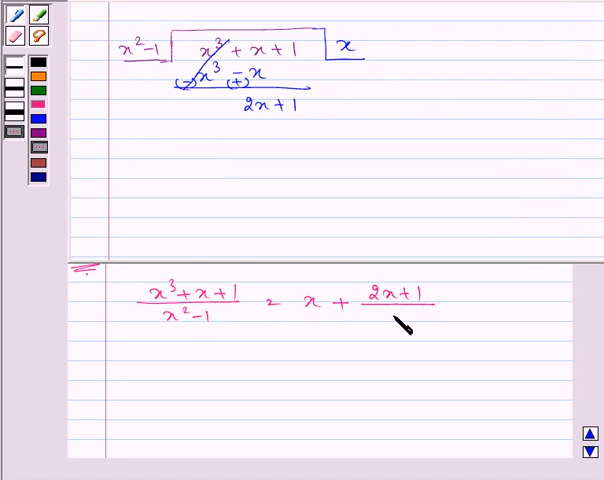 x²-1 x³ + x + 1 x
(-)x³ (+)- x
2x + 1
x³ + x + 1 / x² - 1 = x + 2x + 1 /